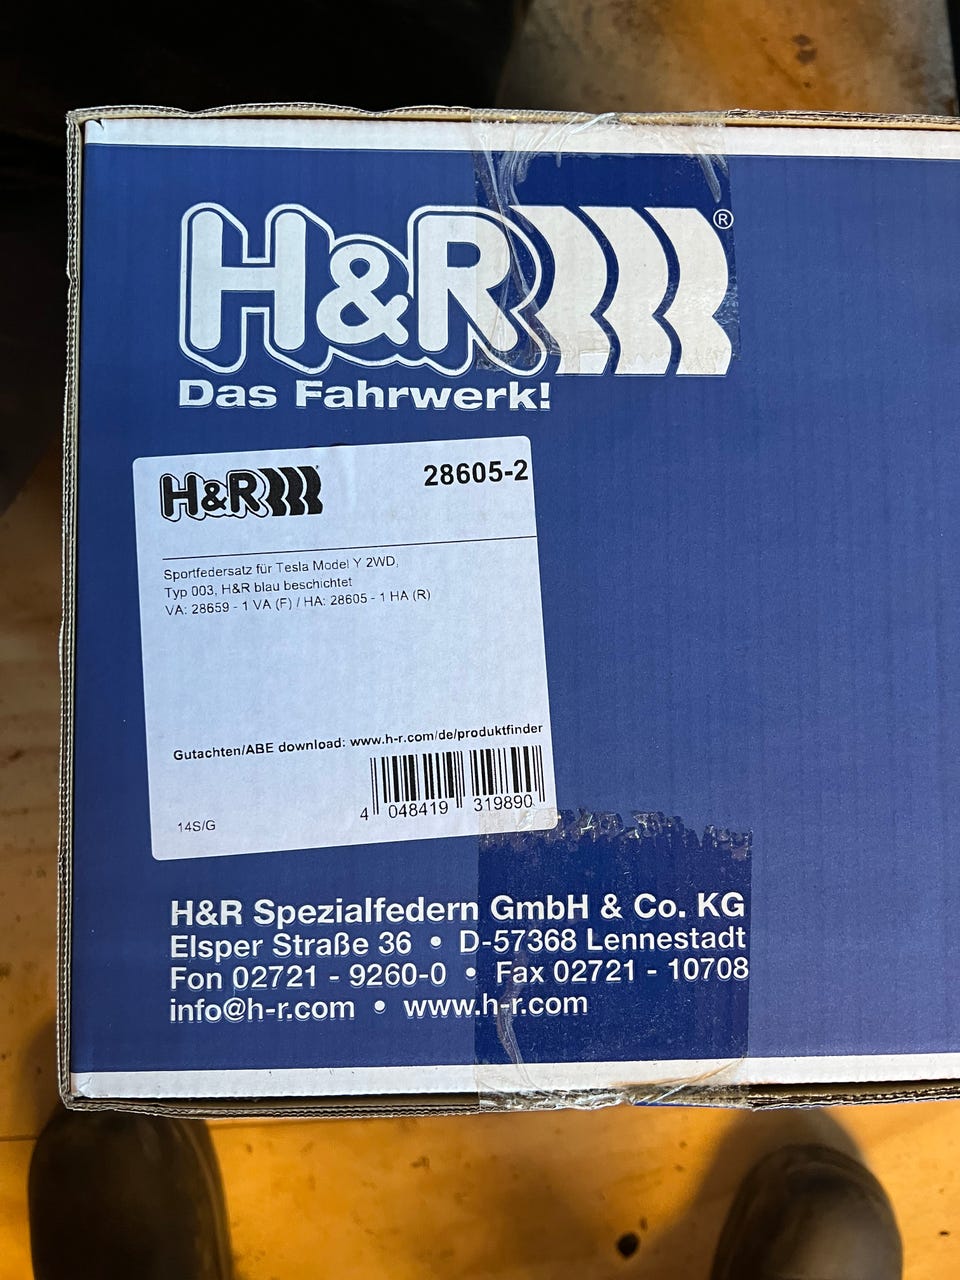 H&R®
Das Fahrwerk!
H&R 28605-2
Sportfedersatz für Tesla Model Y 2WD,
Typ 003, H&R blau beschichtet
VA: 28659 - 1 VA (F) / HA: 28605 - 1 HA (R)
Gutachten/ABE download: www.h-r.com/de/produktfinder
4 048419 319890
14S/G
H&R Spezialfedern GmbH & Co. KG
Elsper Straße 36 • D-57368 Lennestadt
Fon 02721 - 9260-0 • Fax 02721 - 10708
info@h-r.com • www.h-r.com